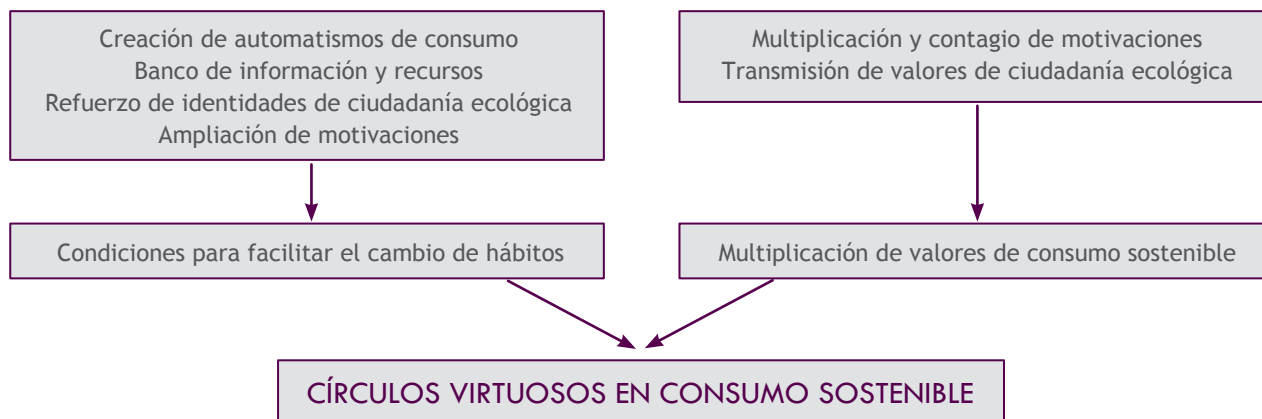 Creación de automatismos de consumo
Banco de información y recursos
Refuerzo de identidades de ciudadanía ecológica
Ampliación de motivaciones
Multiplicación y contagio de motivaciones
Transmisión de valores de ciudadanía ecológica
Condiciones para facilitar el cambio de hábitos
Multiplicación de valores de consumo sostenible
CÍRCULOS VIRTUOSOS EN CONSUMO SOSTENIBLE